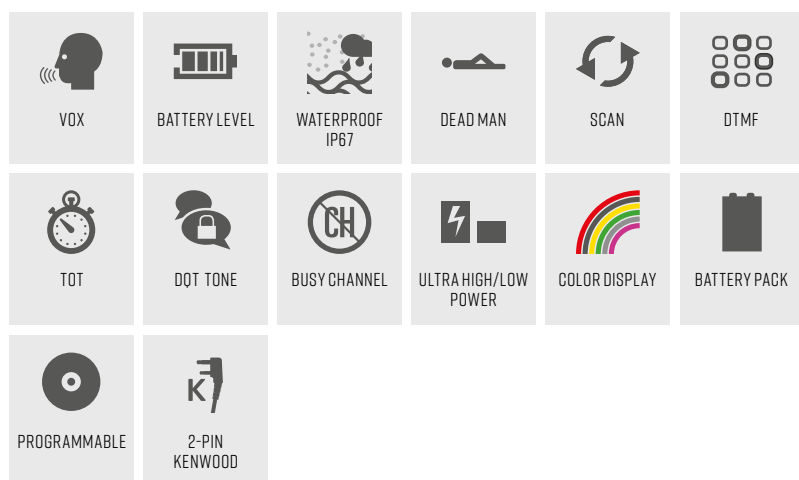 VOX
BATTERY LEVEL
WATERPROOF
IP67
DEAD MAN
SCAN
DTMF
TOT
DQT TONE
CH
BUSY CHANNEL
ULTRA HIGH/LOW
POWER
COLOR DISPLAY
BATTERY PACK
PROGRAMMABLE
K
2-PIN
KENWOOD